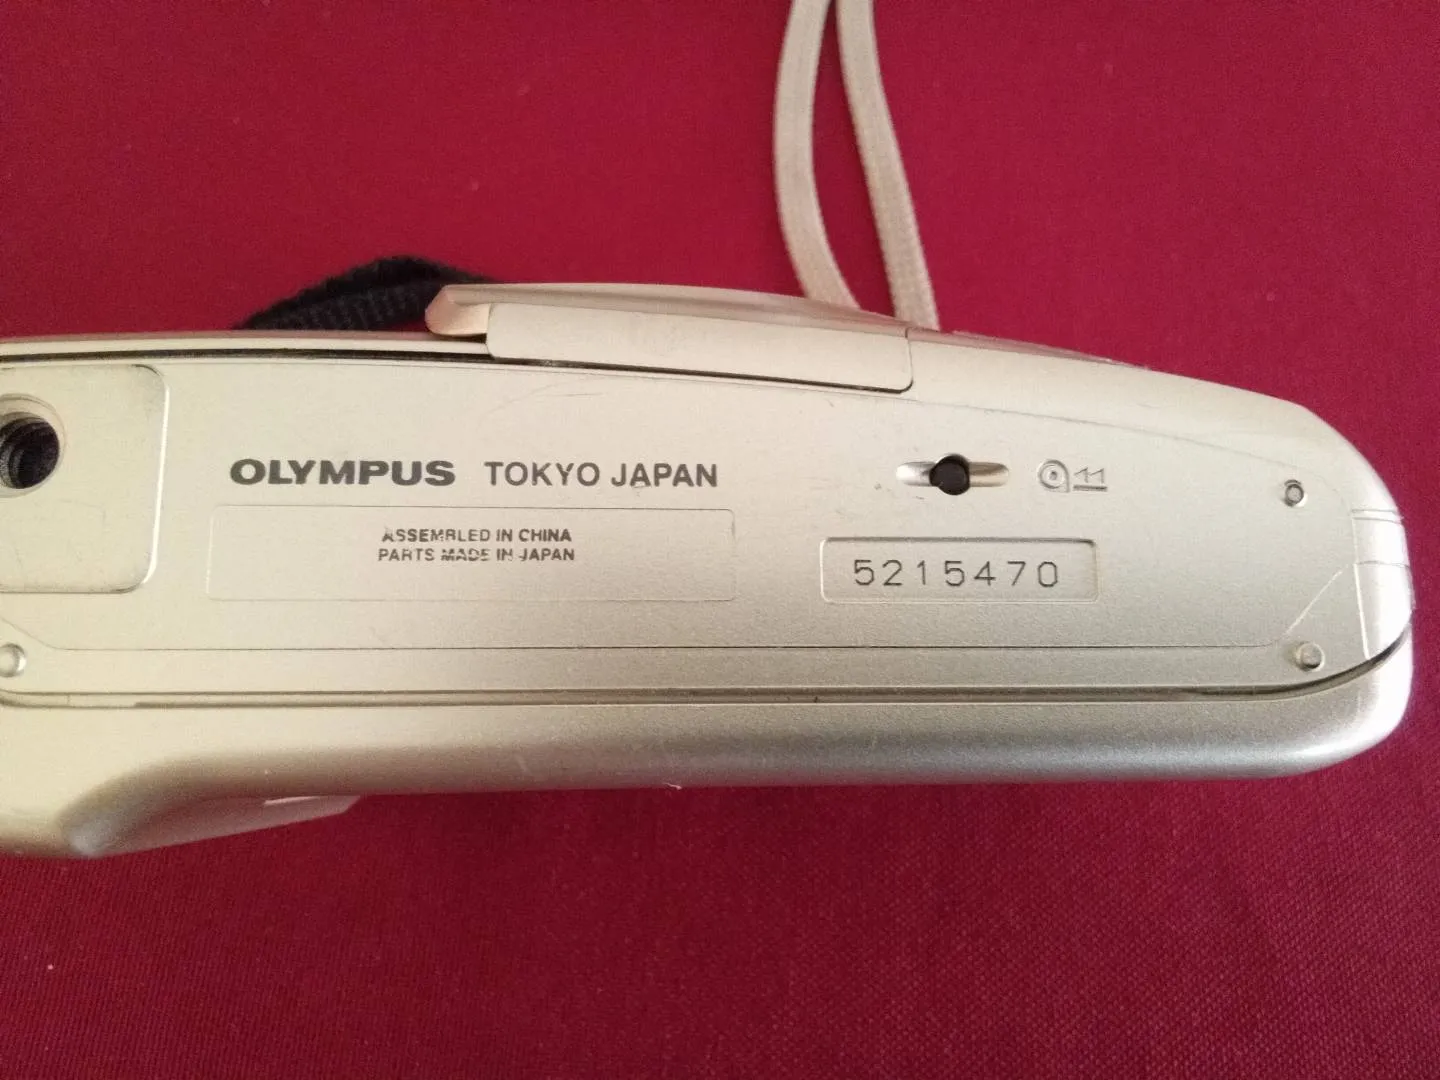 OLYMPUS TOKYO JAPAN
ASSEMBLED IN CHINA
PARTS MADE IN JAPAN
5215470